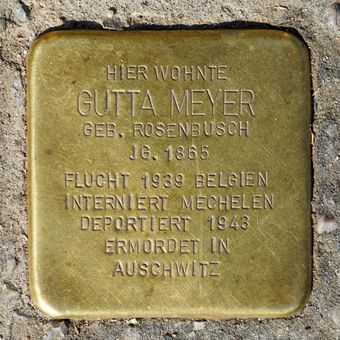 HIER WOHNTE
GUTTA MEYER
GEB. ROSENBUSCH
JG. 1865
FLUCHT 1939 BELGIEN
INTERNIERT MECHELEN
DEPORTIERT 1943
ERMORDET IN
AUSCHWITZ